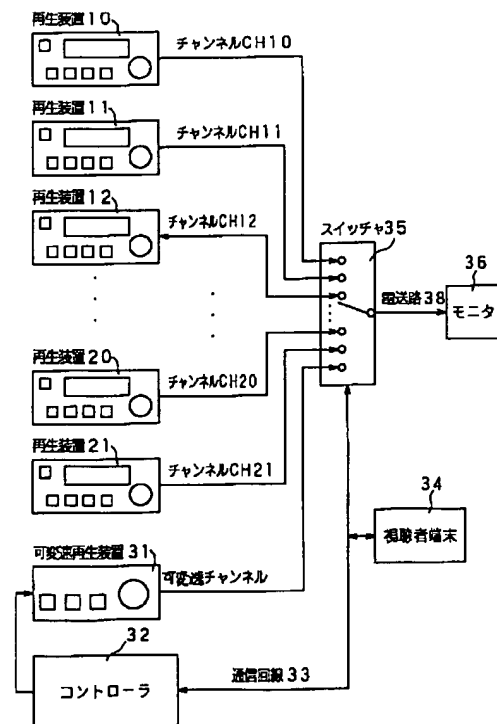 再生装置10
チャンネルCH10
再生装置11
チャンネルCH11
再生装置12
チャンネルCH12
スイッチャ35
36
電送路38
モニタ
再生装置20
チャンネルCH20
再生装置21
チャンネルCH21
34
視聴者端末
可変速再生装置31
可変速チャンネル
32
コントローラ
通信回線33